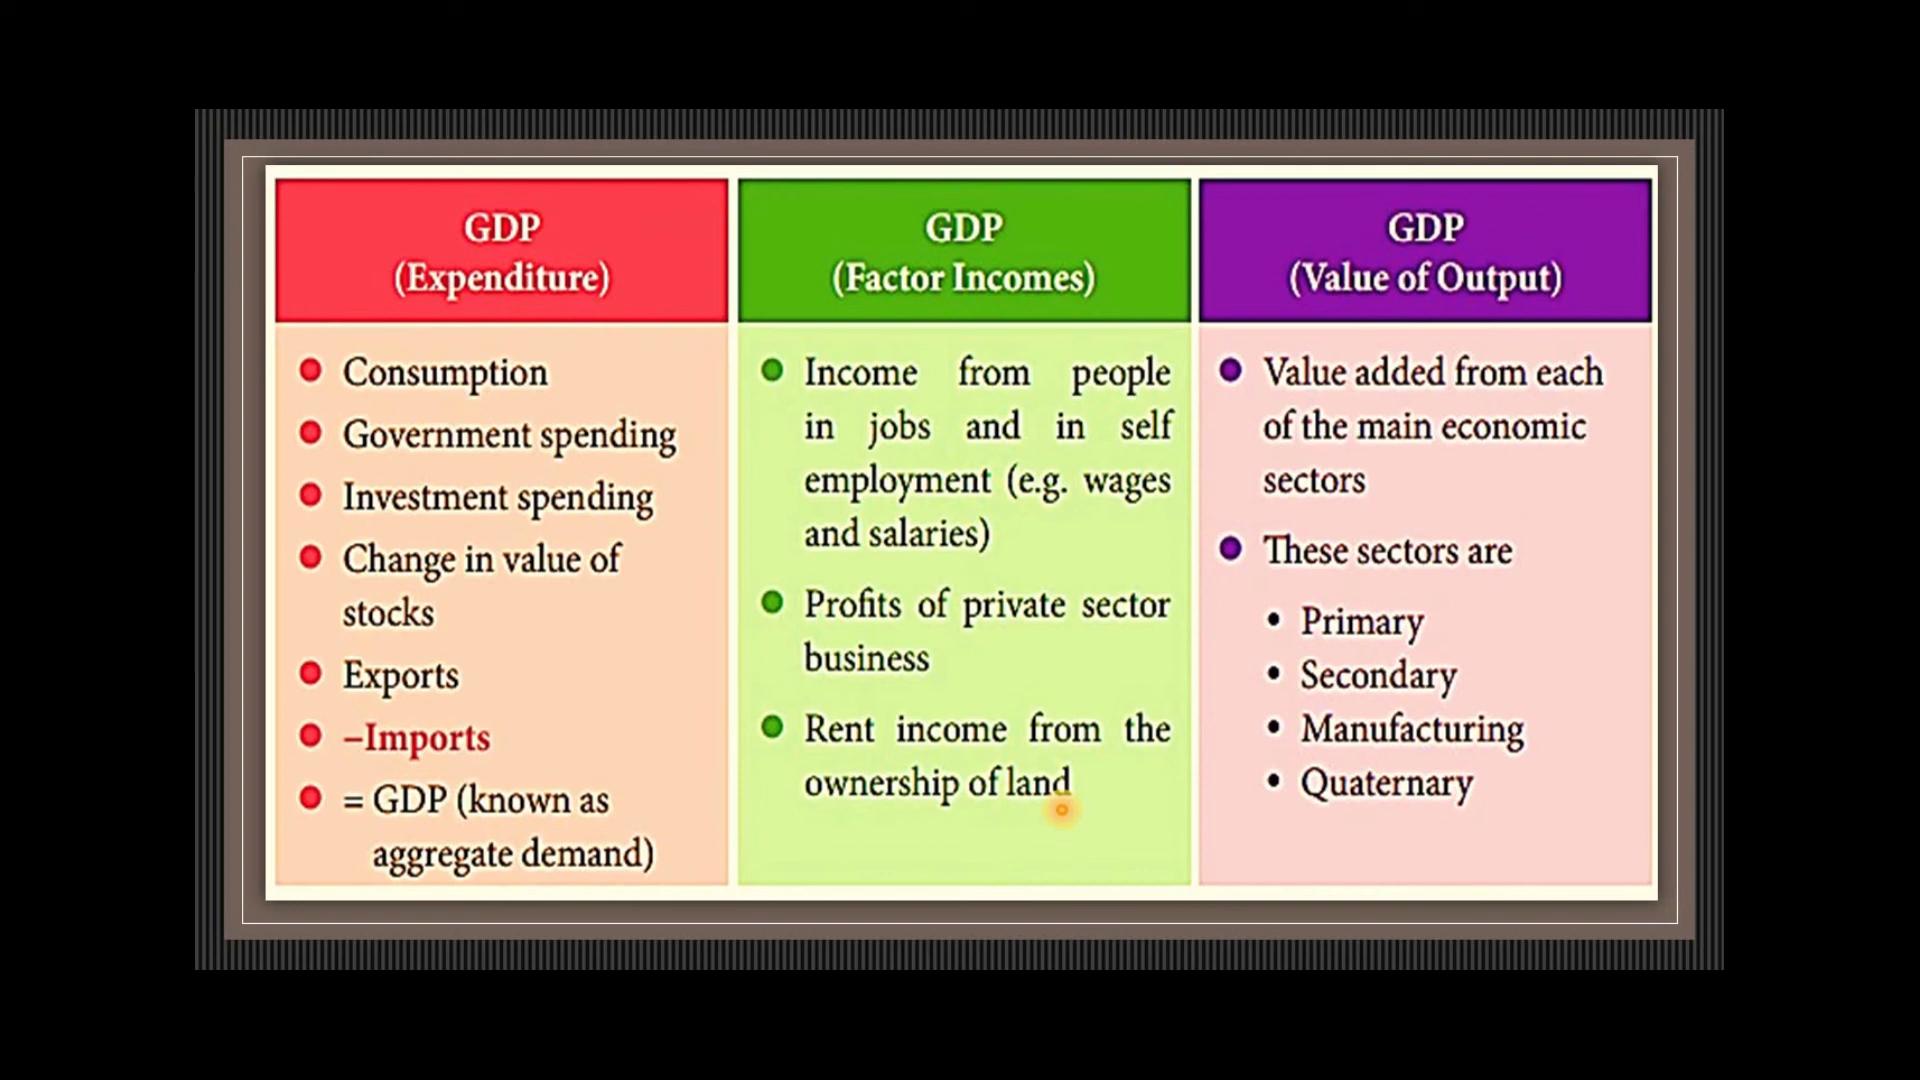 GDP
(Expenditure)
Consumption
Government spending
Investment spending
Change in value of
stocks
Exports
–Imports
= GDP (known as
aggregate demand)
GDP
(Factor Incomes)
Income from people
in jobs and in self
employment (e.g. wages
and salaries)
Profits of private sector
business
Rent income from the
ownership of land
GDP
(Value of Output)
Value added from each
of the main economic
sectors
These sectors are
• Primary
• Secondary
• Manufacturing
• Quaternary